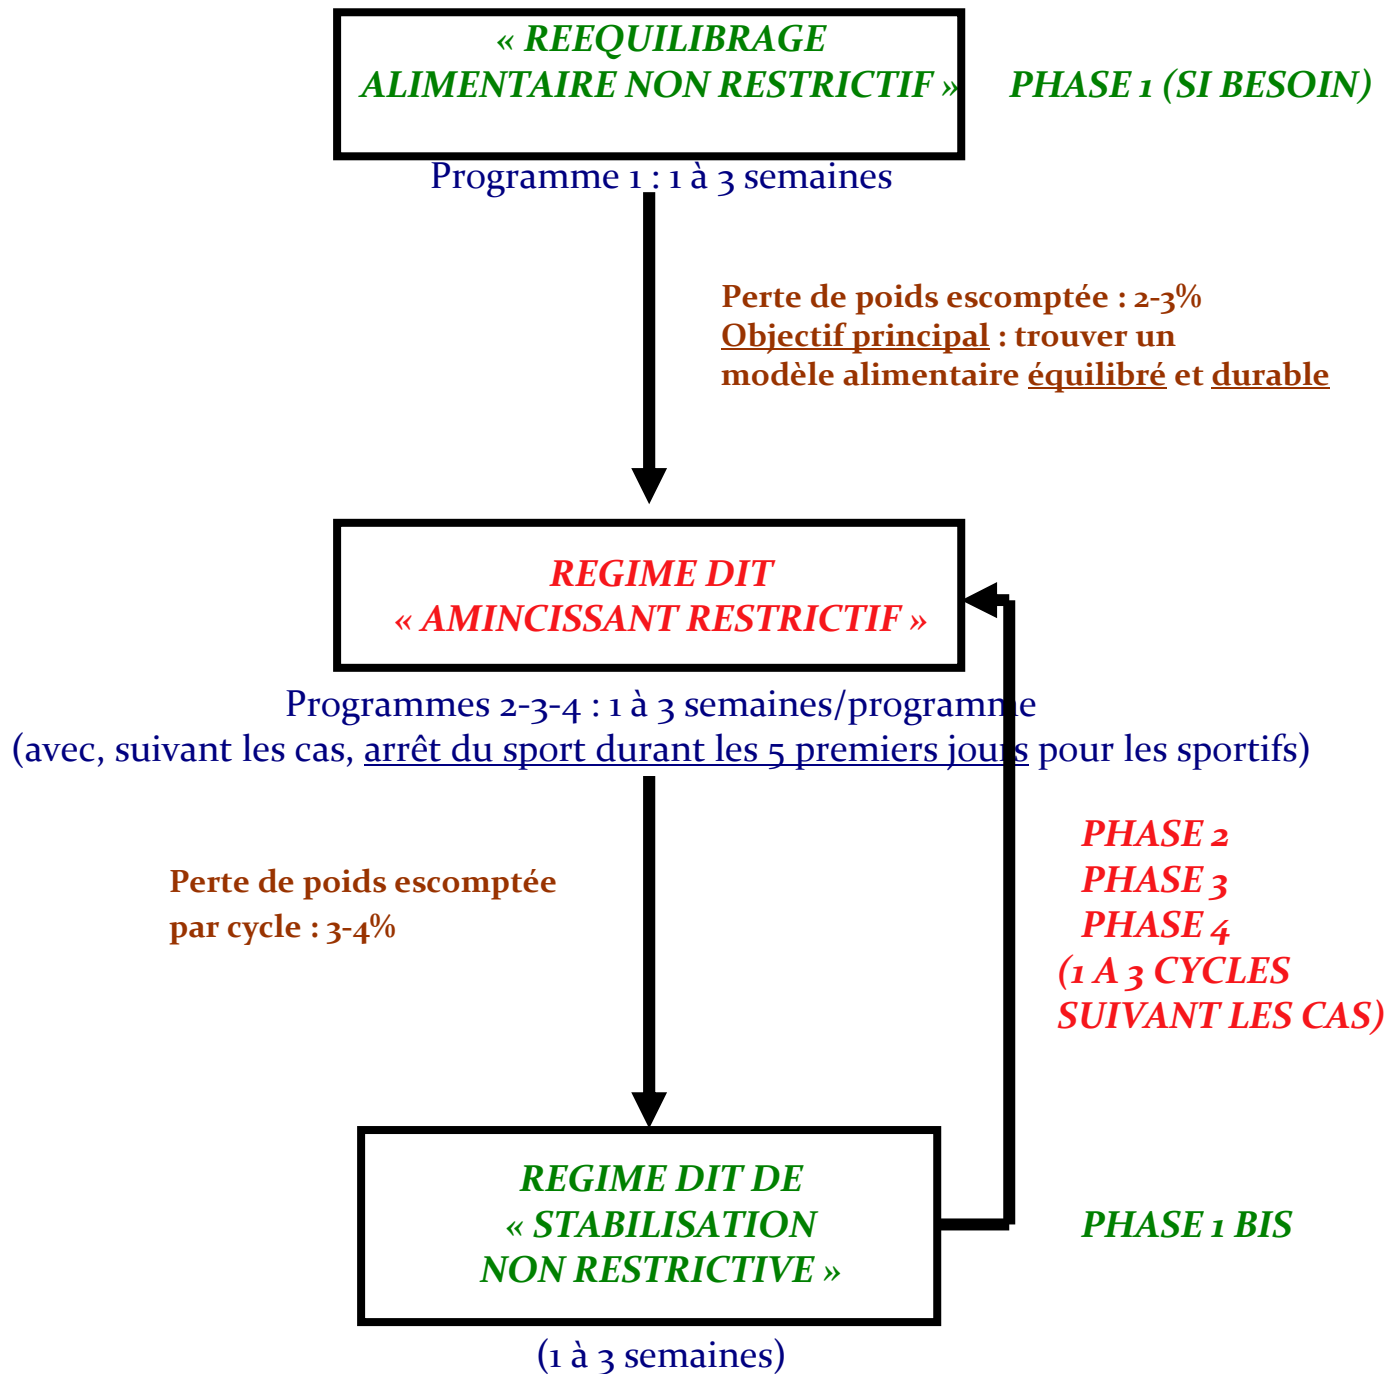 « REEQUILIBRAGE
ALIMENTAIRE NON RESTRICTIF »
PHASE 1 (SI BESOIN)
Programme 1 : 1 à 3 semaines
Perte de poids escomptée : 2-3%
Objectif principal : trouver un
modèle alimentaire équilibré et durable
REGIME DIT
« AMINCISSANT RESTRICTIF »
Programmes 2-3-4 : 1 à 3 semaines/programme
(avec, suivant les cas, arrêt du sport durant les 5 premiers jours pour les sportifs)
Perte de poids escomptée
par cycle : 3-4%
PHASE 2
PHASE 3
PHASE 4
(1 A 3 CYCLES
SUIVANT LES CAS)
REGIME DIT DE
« STABILISATION
NON RESTRICTIVE »
PHASE 1 BIS
(1 à 3 semaines)